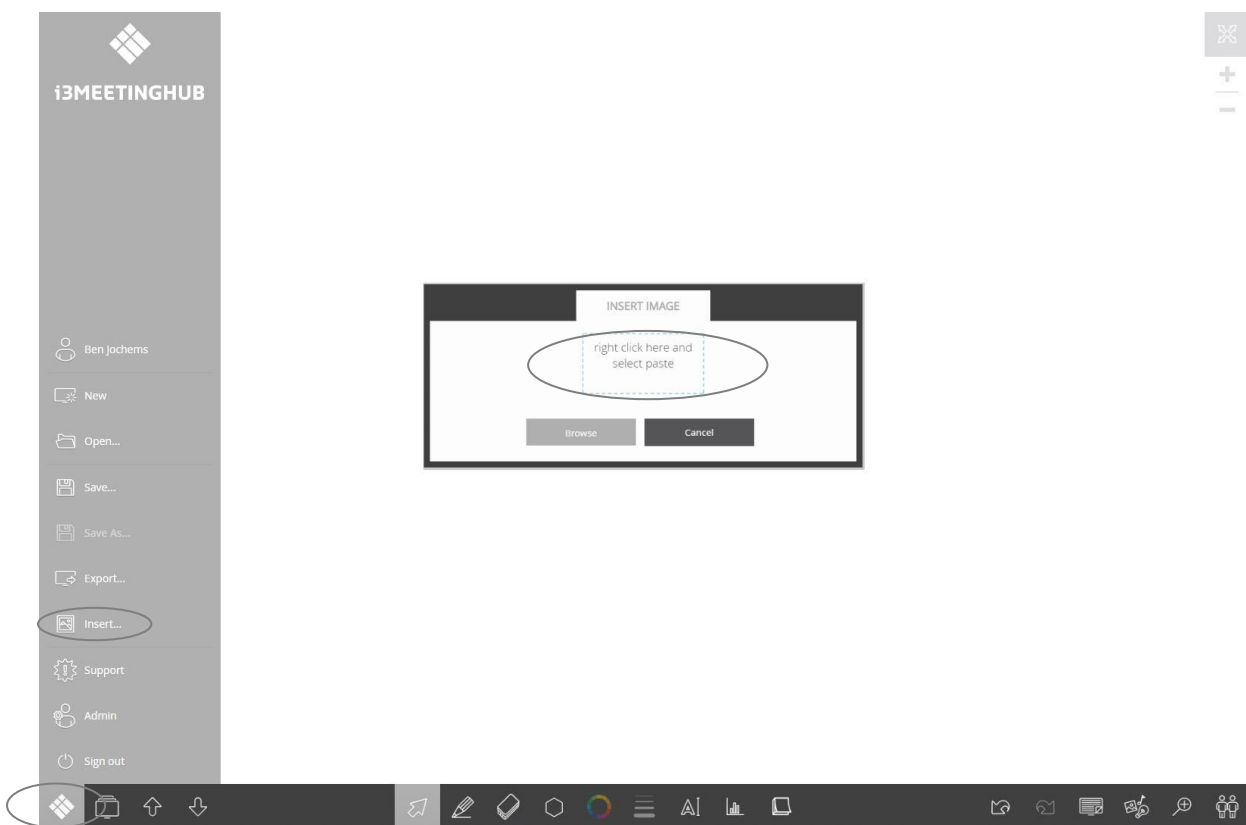 i3MEETINGHUB
Ben Jochems
New
Open...
Save...
Save As...
Export...
Insert...
Support
Admin
Sign out
INSERT IMAGE
right click here and
select paste
Browse
Cancel